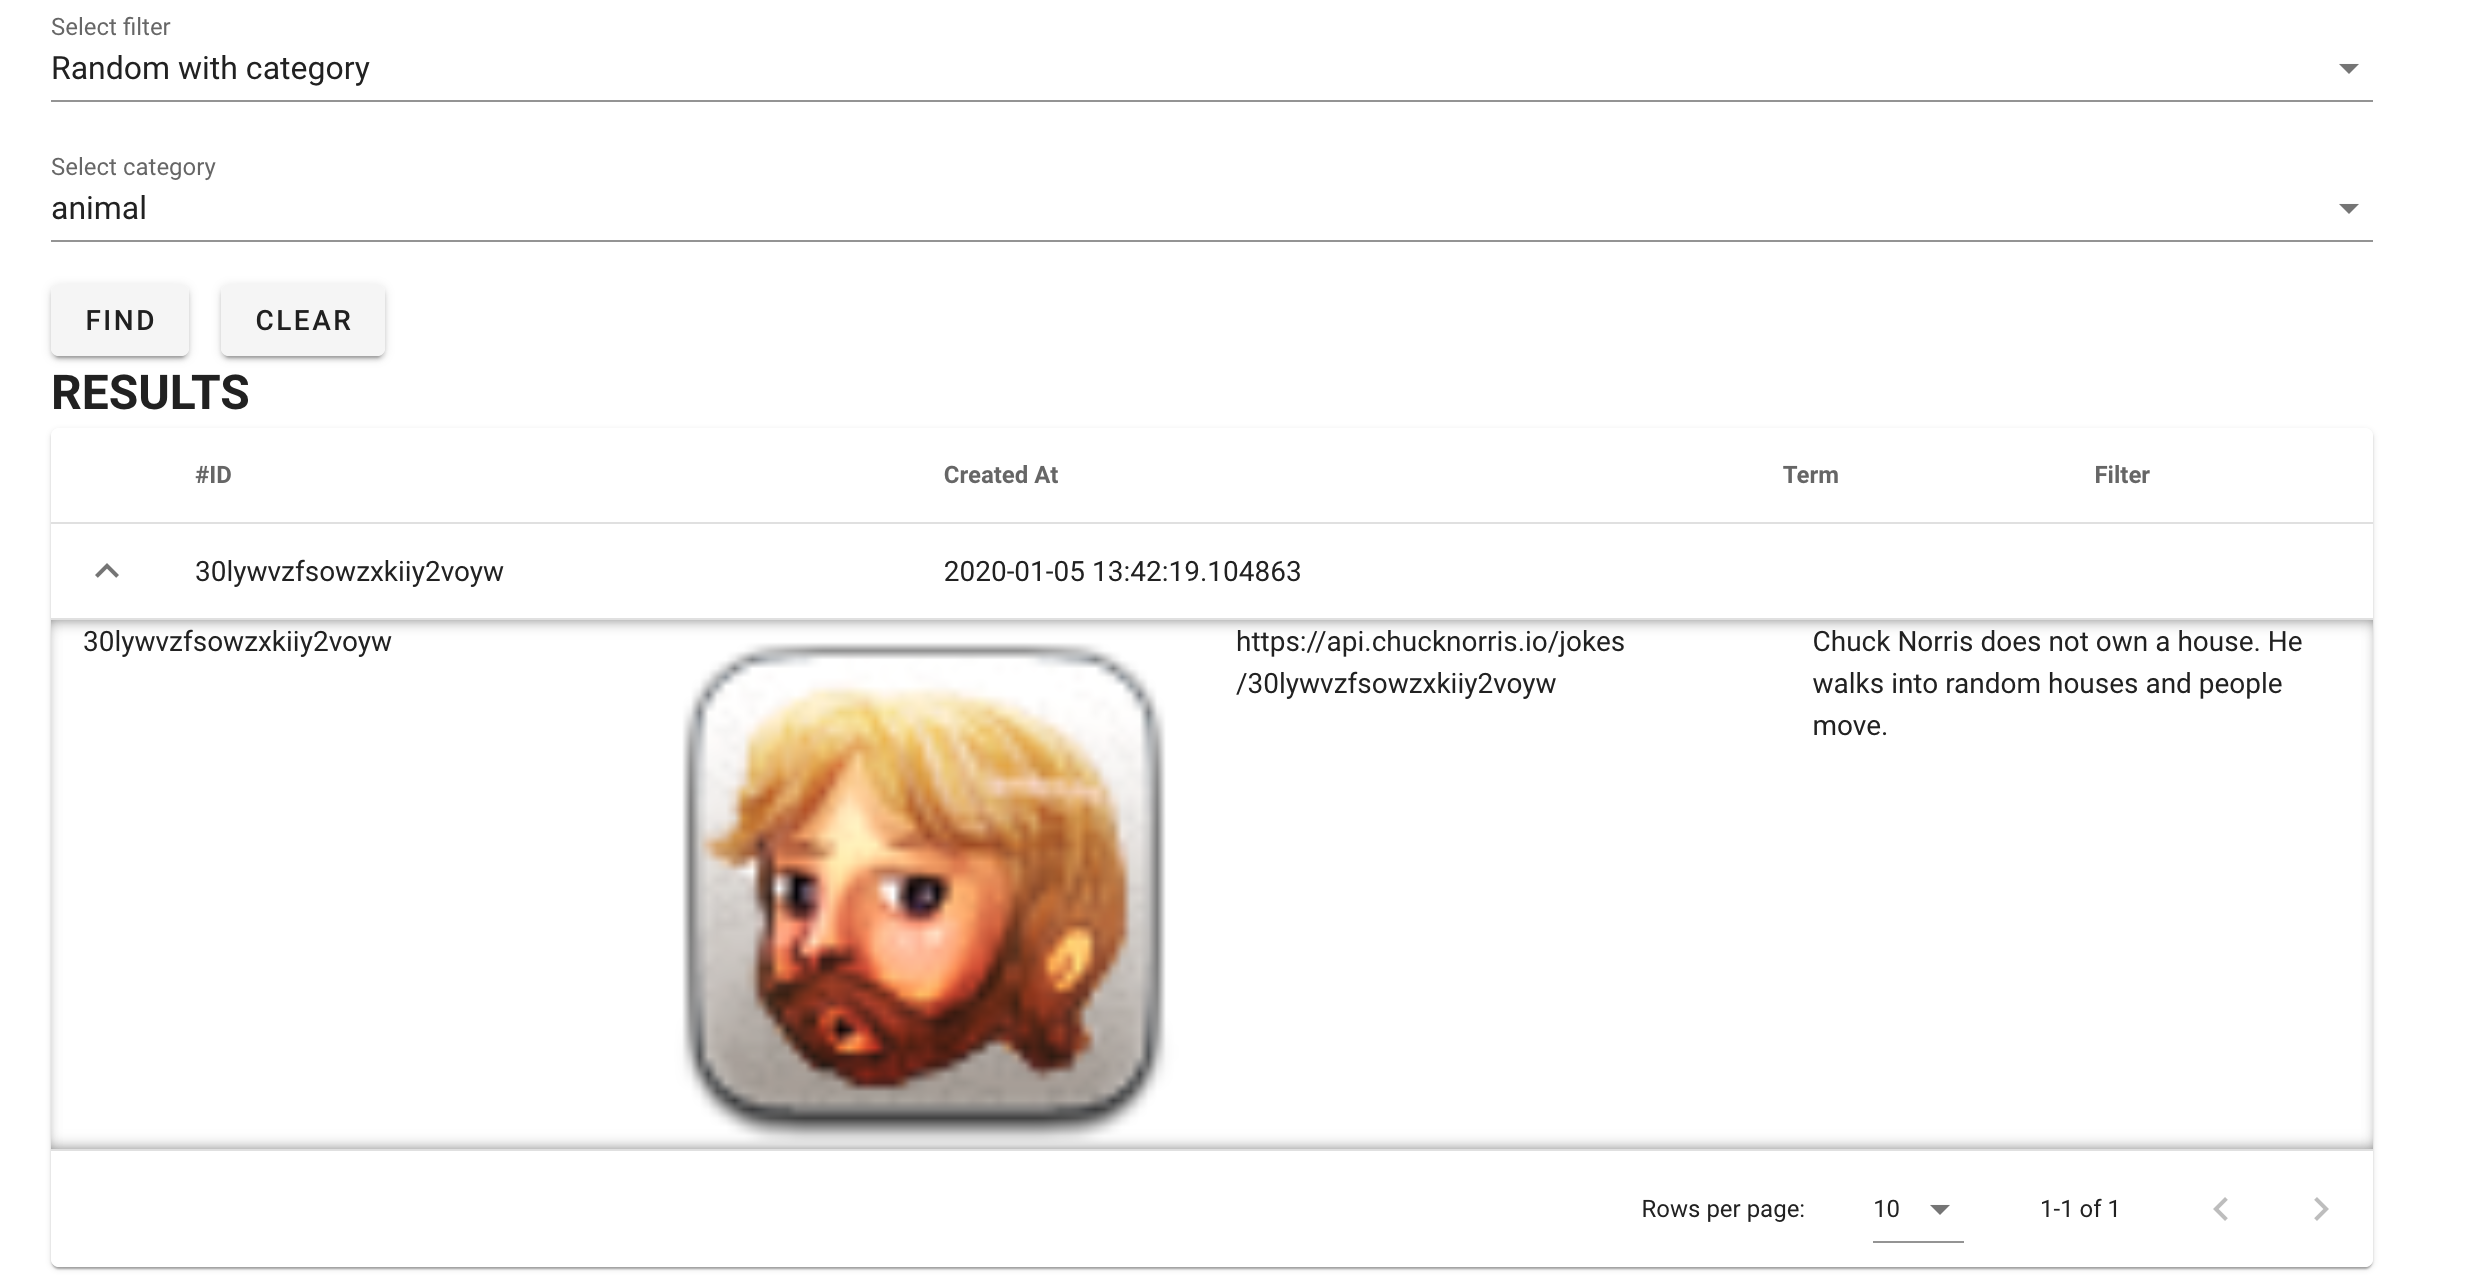 Select filter
Random with category
Select category
animal
FIND CLEAR
RESULTS
#ID Created At Term Filter
30lywvzfsowzxkiiy2voyw 2020-01-05 13:42:19.104863
30lywvzfsowzxkiiy2voyw
https://api.chucknorris.io/jokes
/30lywvzfsowzxkiiy2voyw
Chuck Norris does not own a house. He
walks into random houses and people
move.
Rows per page: 10 1-1 of 1